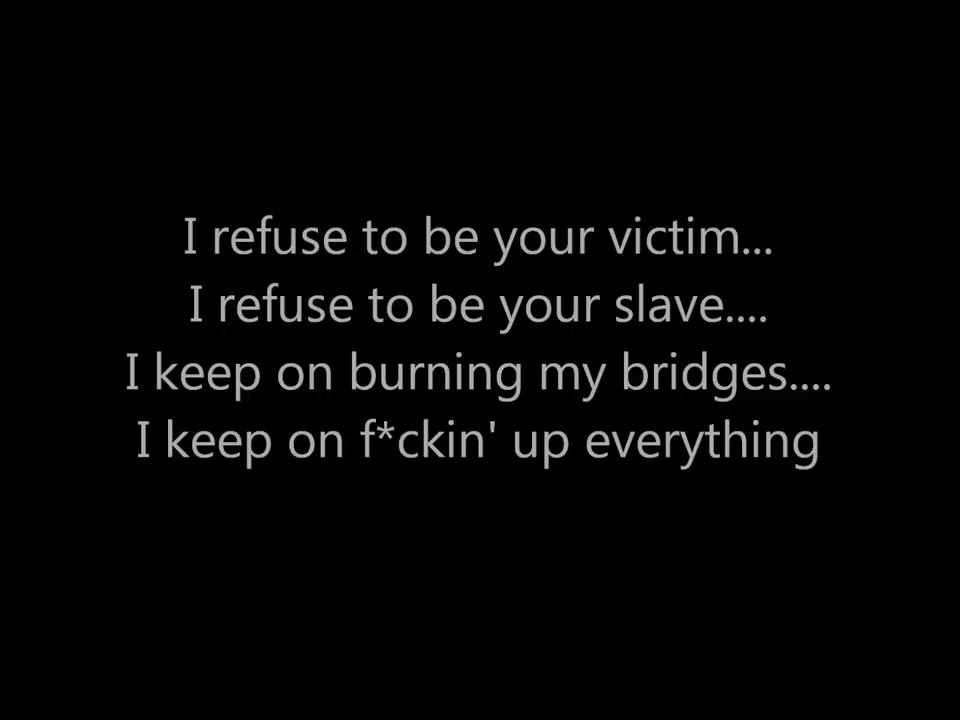 I refuse to be your victim...
I refuse to be your slave....
I keep on burning my bridges....
I keep on f*ckin' up everything